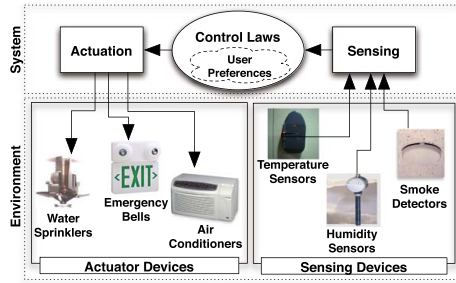 System
Actuation
Control Laws
User
Preferences
Sensing
Environment
Water
Sprinklers
<EXIT>
Emergency
Bells
Air
Conditioners
Actuator Devices
Temperature
Sensors
Humidity
Sensors
Smoke
Detectors
Sensing Devices